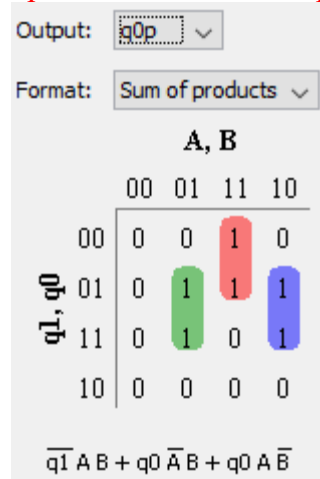 Output: q0p
Format: Sum of products
A, B
00 01 11 10
q1, q0
00 0 0 1 0
01 0 1 1 1
11 0 1 0 1
10 0 0 0 0
q1̅ A B + q0 A̅ B + q0 A B̅